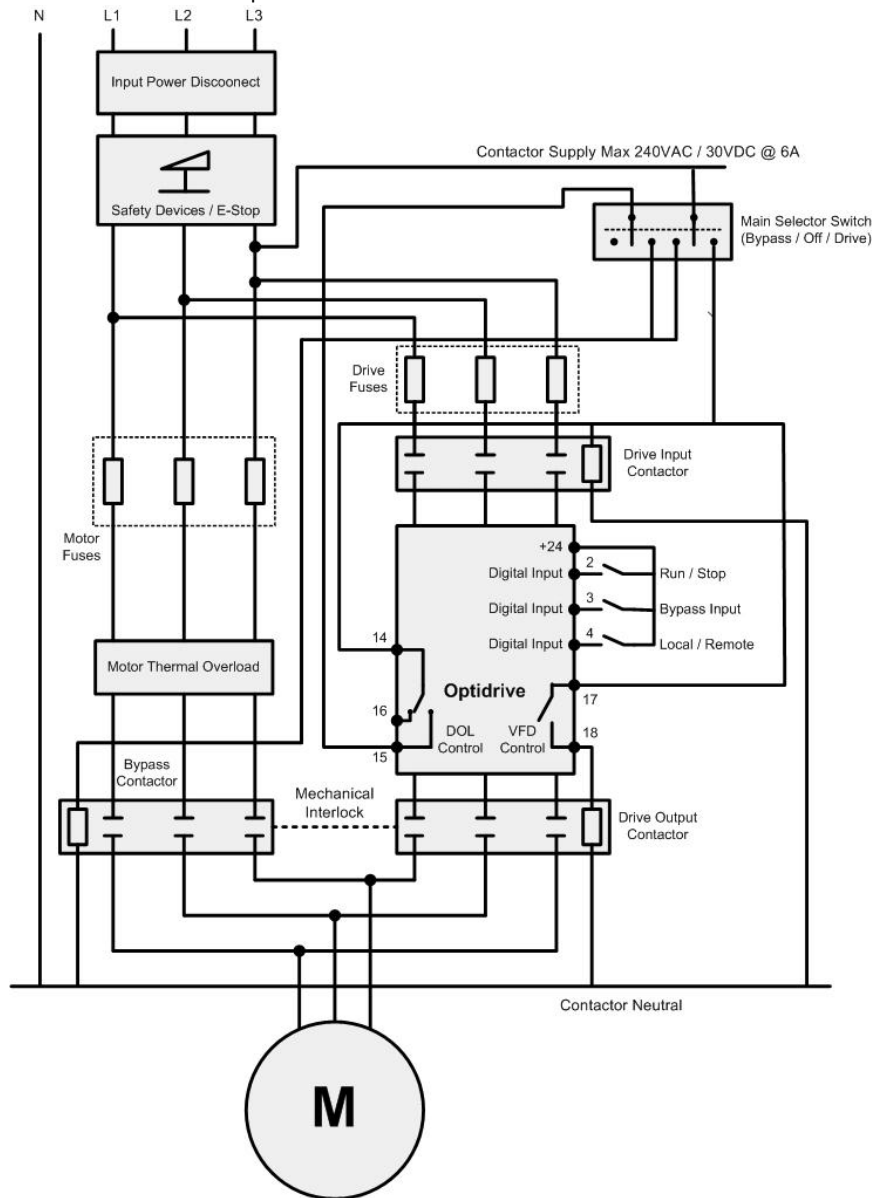 N
L1
L2
L3
Input Power Discoonect
Safety Devices / E-Stop
Contactor Supply Max 240VAC / 30VDC @ 6A
Main Selector Switch
(Bypass / Off / Drive)
Drive
Fuses
Drive Input
Contactor
Motor
Fuses
+24
Digital Input
2
Run / Stop
Digital Input
3
Bypass Input
Digital Input
4
Local / Remote
14
Motor Thermal Overload
Optidrive
16
17
DOL
Control
VFD
Control
18
15
Bypass
Contactor
Mechanical
Interlock
Drive Output
Contactor
Contactor Neutral
M